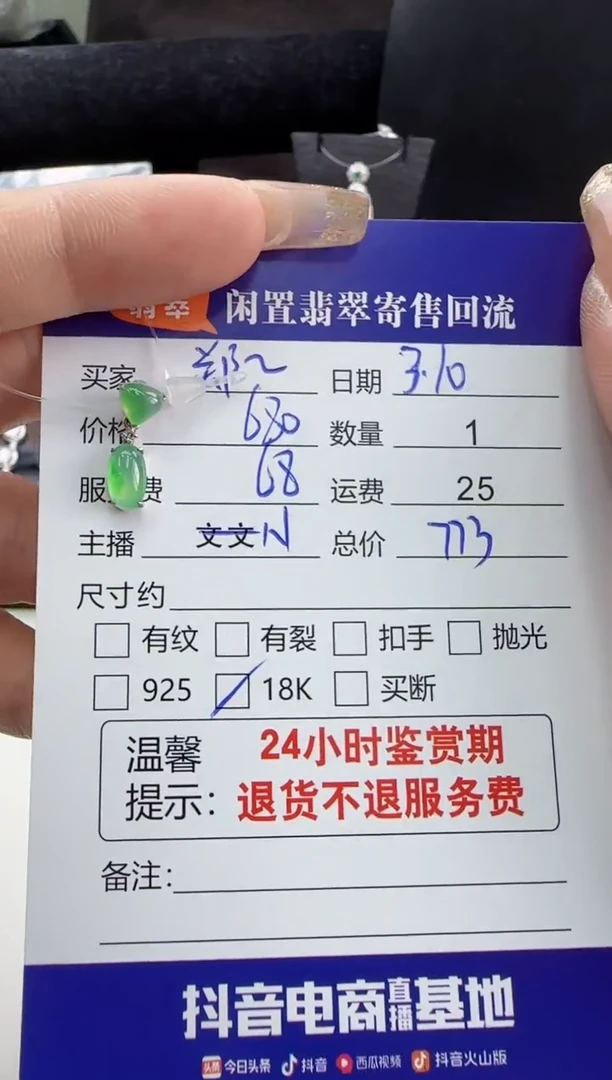 翡翠 闲置翡翠寄售回流
买家 郑 日期 3.10
价格 680 数量 1
服 费 68 运费 25
主播 文文N 总价 773
尺寸约
有纹 有裂 扣手 抛光
925 18K 买断
温馨 24小时鉴赏期
提示: 退货不退服务费
备注:
抖音电商直播基地
头条 今日头条 抖音 西瓜视频 抖音火山版